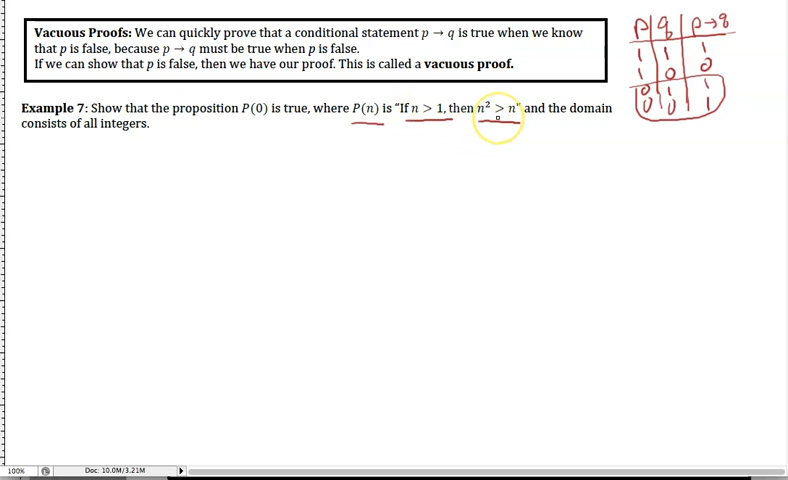 Vacuous Proofs: We can quickly prove that a conditional statement p → q is true when we know
that p is false, because p → q must be true when p is false.
If we can show that p is false, then we have our proof. This is called a vacuous proof.
p q p→q
1 1 1
1 0 0
0 1 1
0 0 1
Example 7: Show that the proposition P(0) is true, where P(n) is “If n > 1, then n² > n” and the domain
consists of all integers.
100% Doc: 10.0M/3.21M